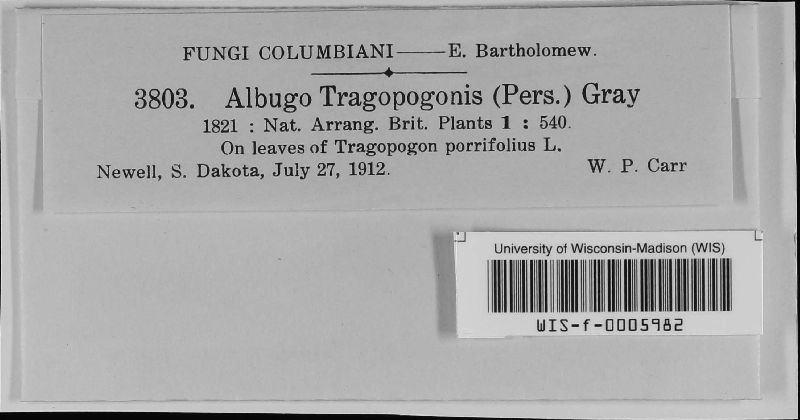 FUNGI COLUMBIANI——E. Bartholomew.
3803. Albugo Tragopogonis (Pers.) Gray
1821 : Nat. Arrang. Brit. Plants 1 : 540.
On leaves of Tragopogon porrifolius L.
Newell, S. Dakota, July 27, 1912. W. P. Carr
University of Wisconsin-Madison (WIS)
WIS-f-0005982